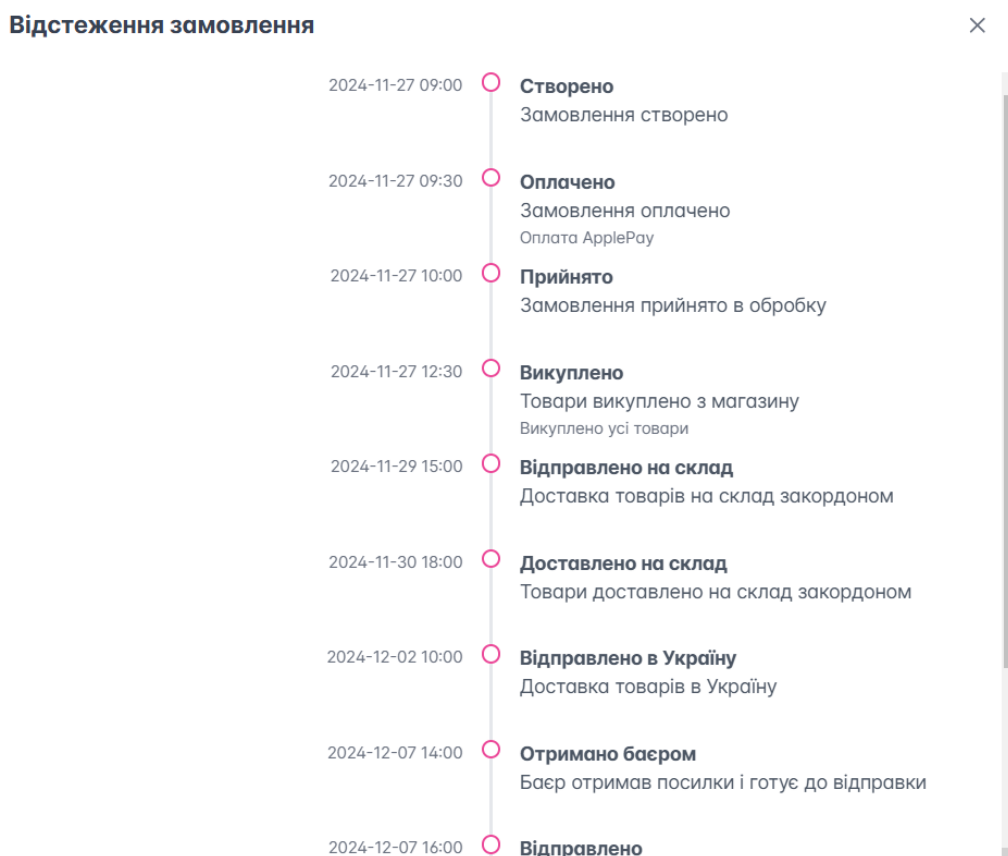 Відстеження замовлення
2024-11-27 09:00 Створено
Замовлення створено
2024-11-27 09:30 Оплачено
Замовлення оплачено
Оплата ApplePay
2024-11-27 10:00 Прийнято
Замовлення прийнято в обробку
2024-11-27 12:30 Викуплено
Товари викуплено з магазину
Викуплено усі товари
2024-11-29 15:00 Відправлено на склад
Доставка товарів на склад закордоном
2024-11-30 18:00 Доставлено на склад
Товари доставлено на склад закордоном
2024-12-02 10:00 Відправлено в Україну
Доставка товарів в Україну
2024-12-07 14:00 Отримано баєром
Баєр отримав посилки і готує до відправки
2024-12-07 16:00 Відправлено